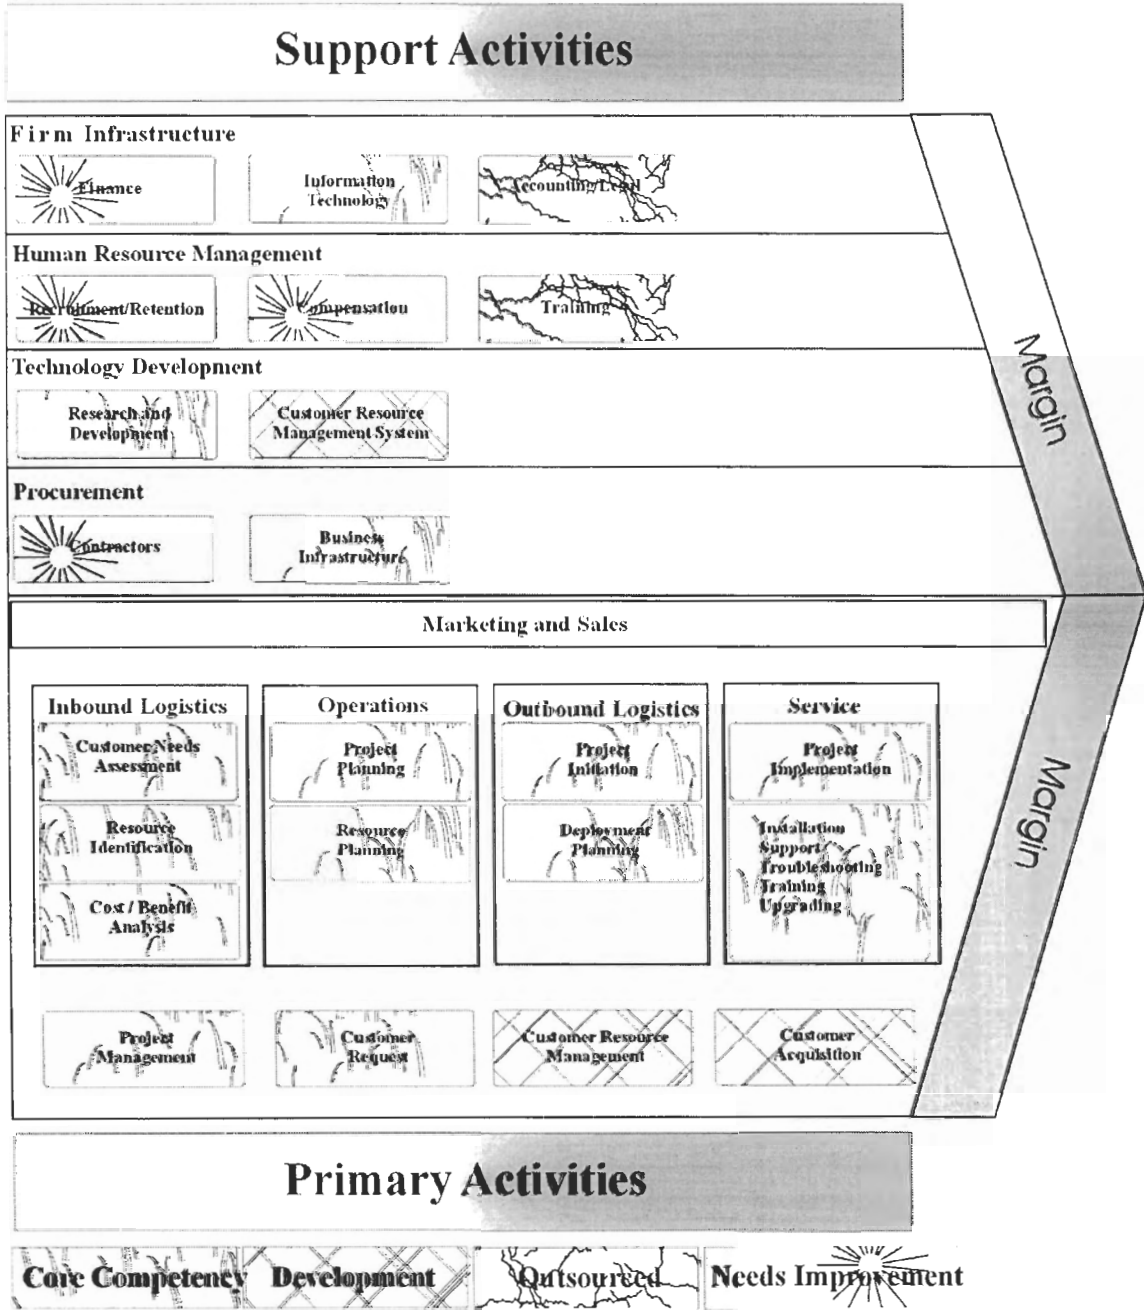 Support Activities
Firm Infrastructure
Finance
Information
Technology
Accounting/Legal
Human Resource Management
Recruitment/Retention
Compensation
Training
Technology Development
Research and
Development
Customer Resource
Management System
Procurement
Contractors
Business
Infrastructure
Margin
Marketing and Sales
Inbound Logistics
Customer Needs
Assessment
Resource
Identification
Cost / Benefit
Analysis
Operations
Project
Planning
Resource
Planning
Outbound Logistics
Project
Initiation
Deployment
Planning
Service
Project
Implementation
Installation
Support
Troubleshooting
Training
Upgrading
Margin
Project
Management
Customer
Request
Customer Resource
Management
Customer
Acquisition
Primary Activities
Core Competency
Development
Outsourced
Needs Improvement